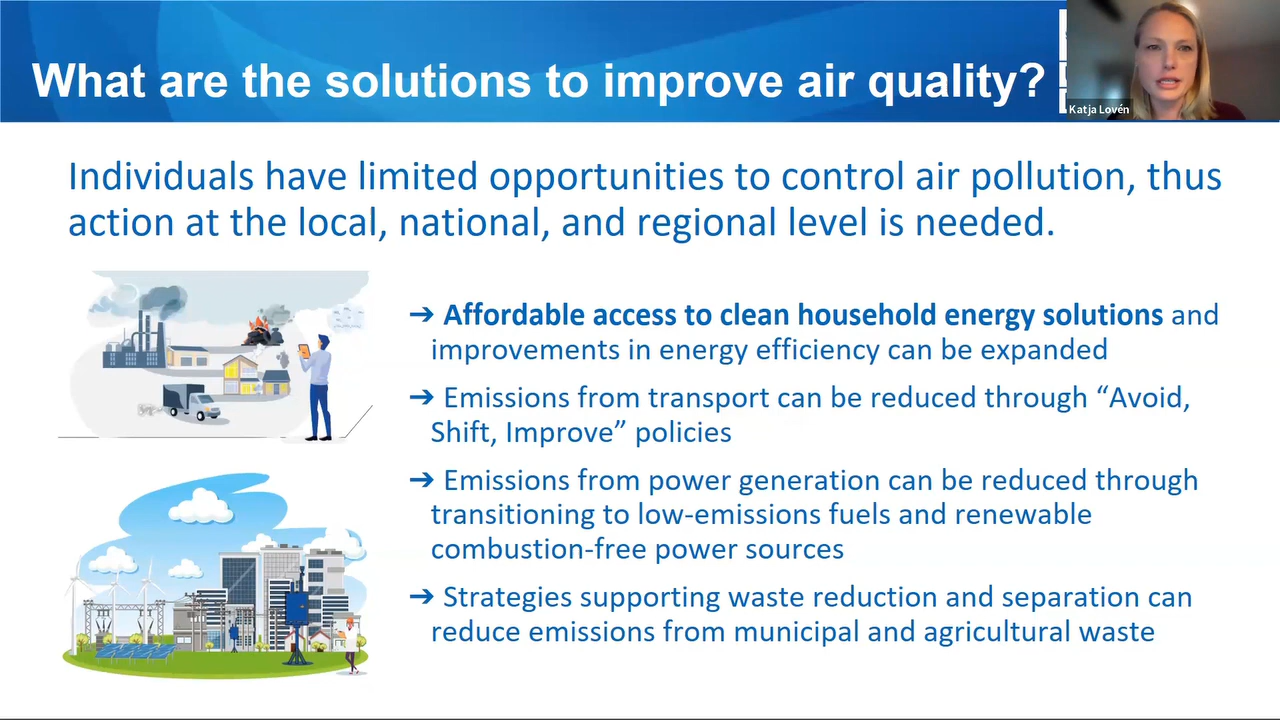 What are the solutions to improve air quality?
Katja Lovén
Individuals have limited opportunities to control air pollution, thus
action at the local, national, and regional level is needed.
➔ Affordable access to clean household energy solutions and
improvements in energy efficiency can be expanded
➔ Emissions from transport can be reduced through “Avoid,
Shift, Improve” policies
➔ Emissions from power generation can be reduced through
transitioning to low-emissions fuels and renewable
combustion-free power sources
➔ Strategies supporting waste reduction and separation can
reduce emissions from municipal and agricultural waste